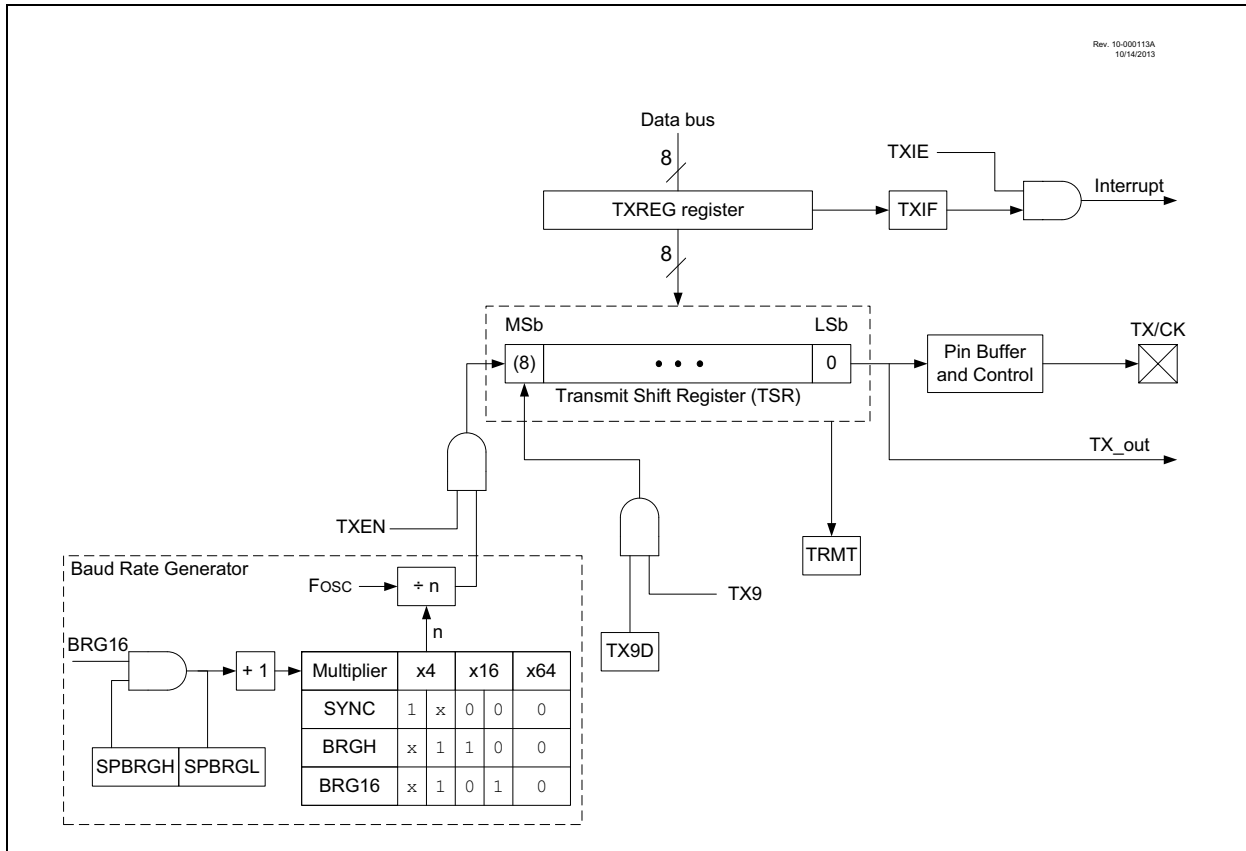 Rev. 10-000113A
10/14/2013
Data bus
8
TXIE
Interrupt
TXREG register
TXIF
8
MSb
LSb
TX/CK
(8)
• • •
0
Pin Buffer
and Control
Transmit Shift Register (TSR)
TX_out
TXEN
TRMT
Baud Rate Generator
FOSC
÷ n
TX9
n
BRG16
TX9D
+ 1
Multiplier x4 x16 x64
SYNC 1 x 0 0 0
BRGH x 1 1 0 0
BRG16 x 1 0 1 0
SPBRGH SPBRGL